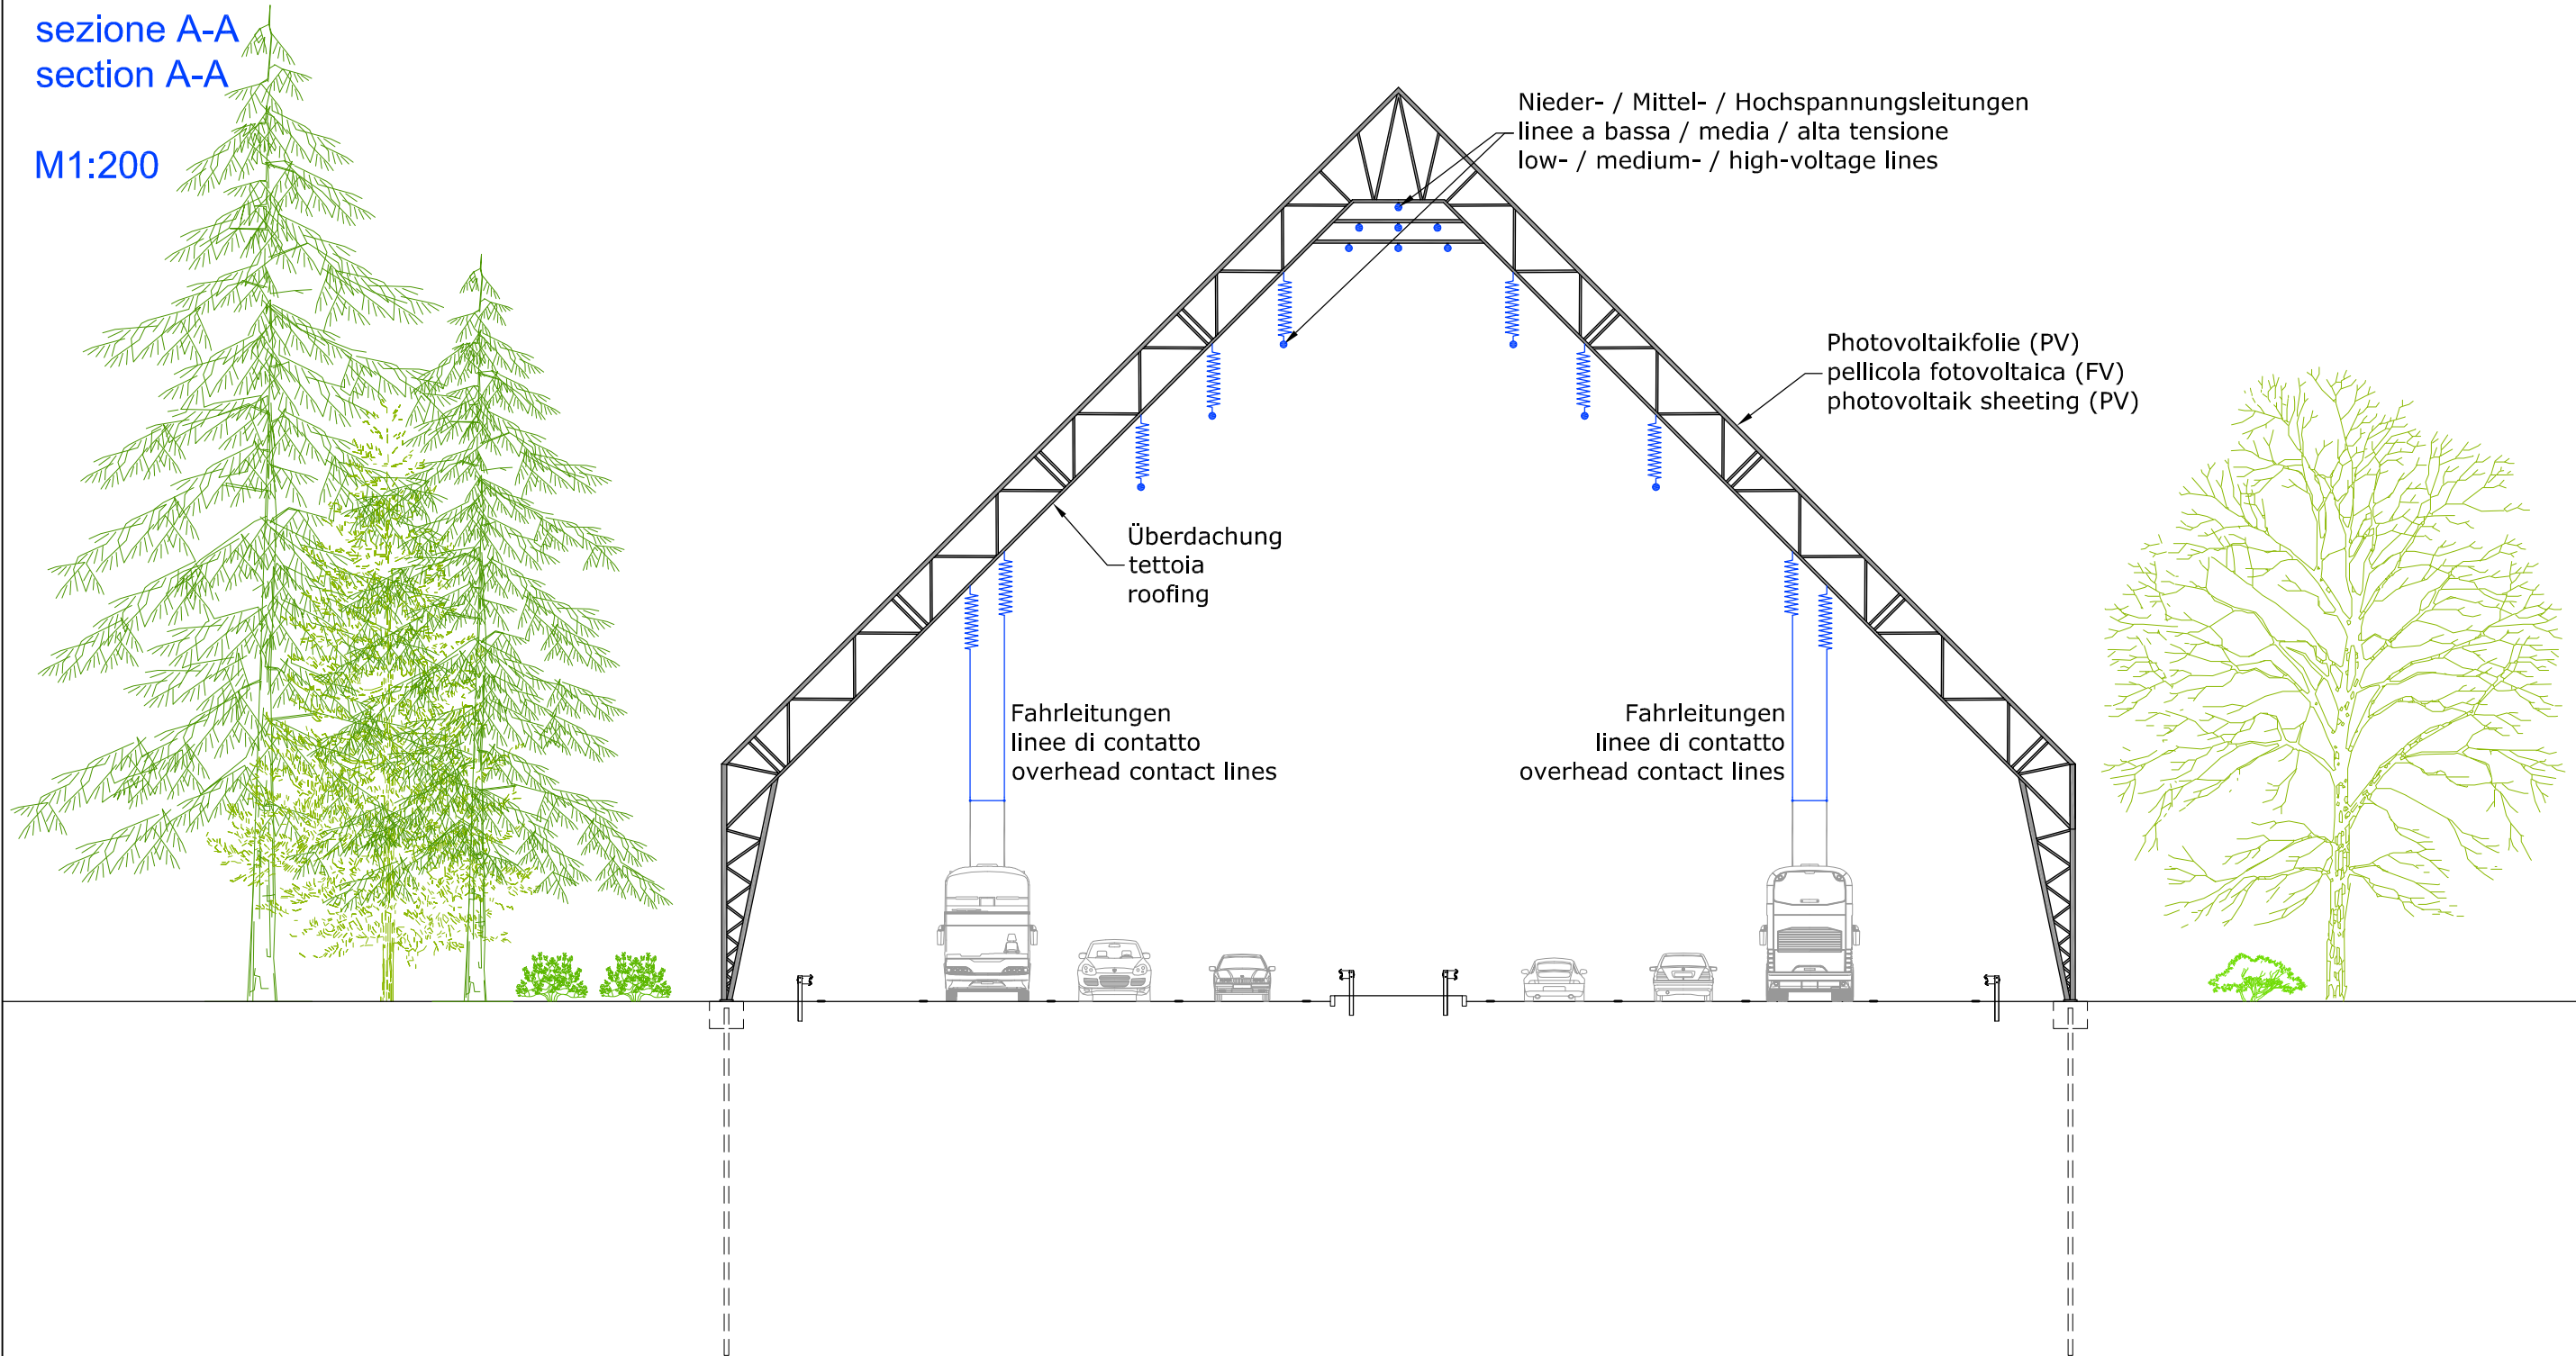 sezione A-A
section A-A
M1:200
Nieder- / Mittel- / Hochspannungsleitungen
linee a bassa / media / alta tensione
low- / medium- / high-voltage lines
Photovoltaikfolie (PV)
pellicola fotovoltaica (FV)
photovoltaik sheeting (PV)
Überdachung
tettoia
roofing
Fahrleitungen
linee di contatto
overhead contact lines
Fahrleitungen
linee di contatto
overhead contact lines